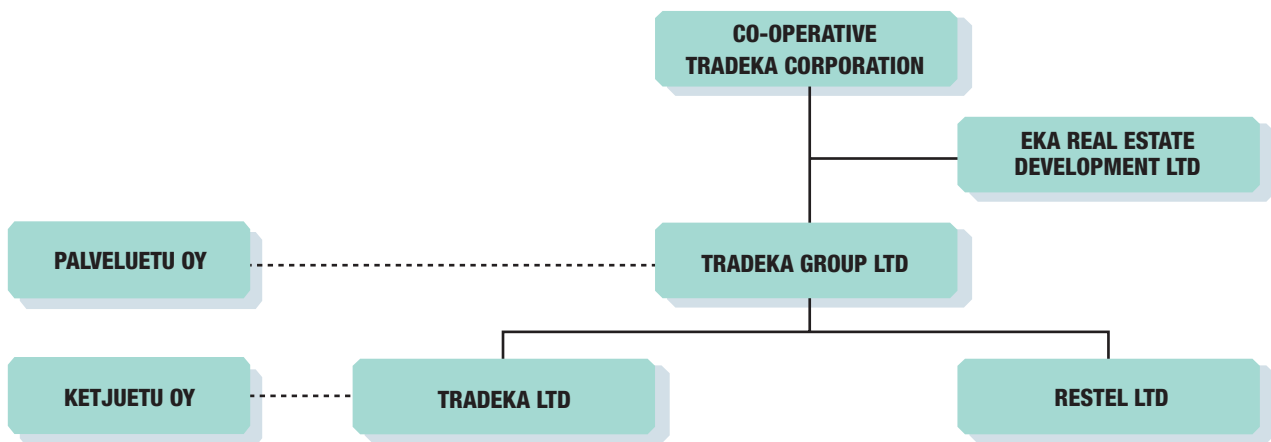 CO-OPERATIVE
TRADEKA CORPORATION
EKA REAL ESTATE
DEVELOPMENT LTD
PALVELUETU OY
TRADEKA GROUP LTD
KETJUETU OY
TRADEKA LTD
RESTEL LTD